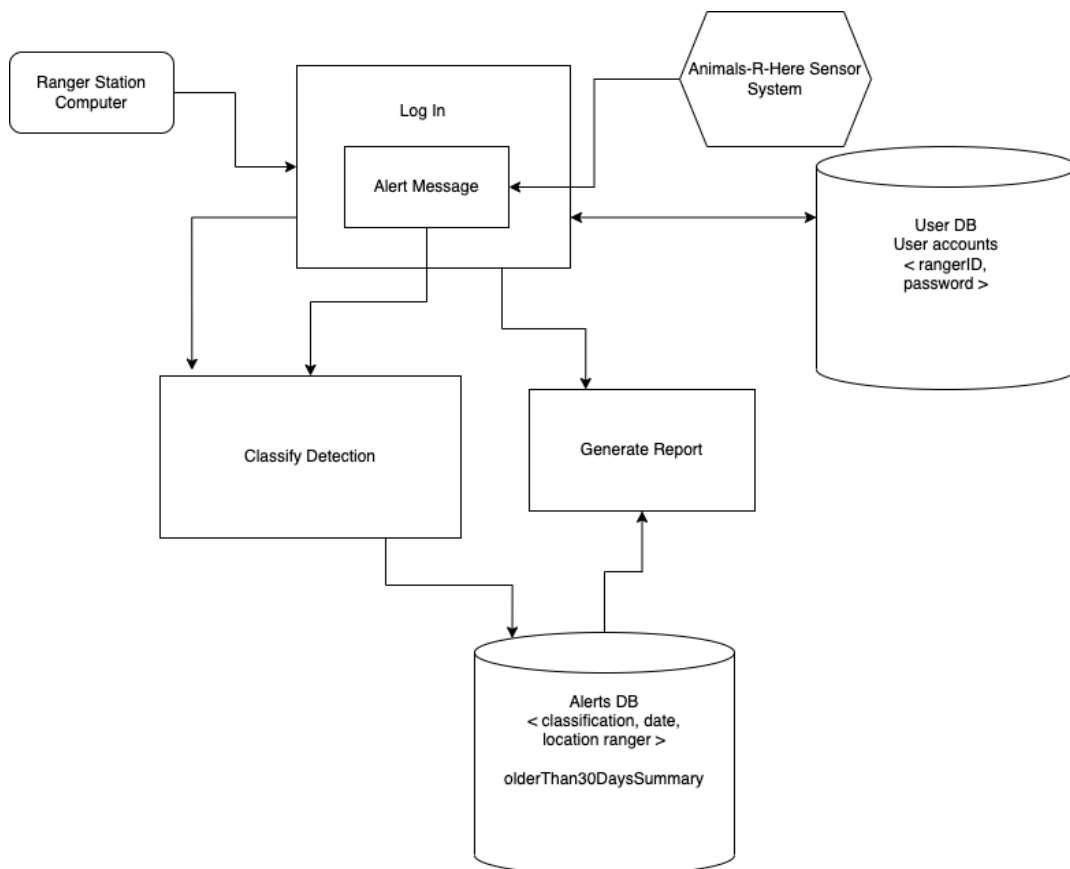 Ranger Station
Computer
Log In
Alert Message
Animals-R-Here Sensor
System
User DB
User accounts
< rangerID,
password >
Classify Detection
Generate Report
Alerts DB
< classification, date,
location ranger >
olderThan30DaysSummary